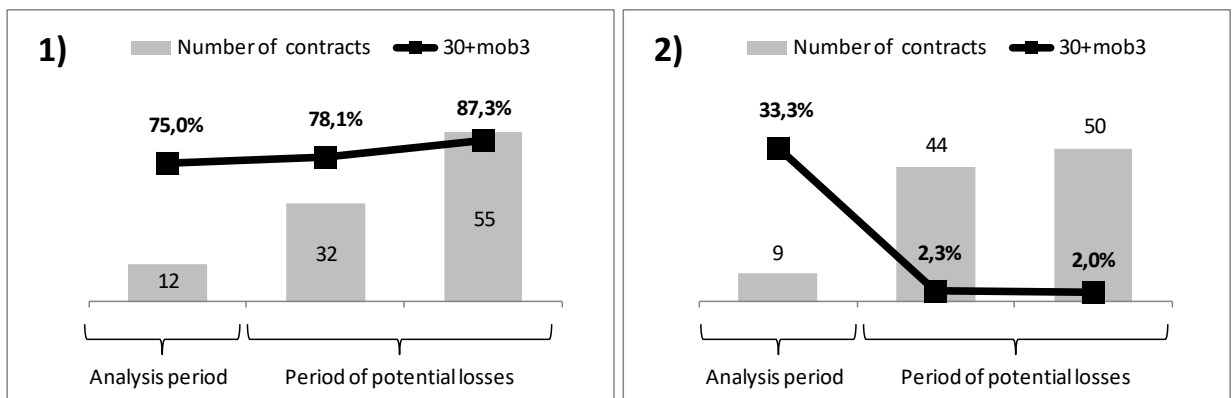 1)
Number of contracts
30+mob3
75,0%
78,1%
87,3%
12
32
55
Analysis period
Period of potential losses
2)
Number of contracts
30+mob3
33,3%
2,3%
2,0%
9
44
50
Analysis period
Period of potential losses